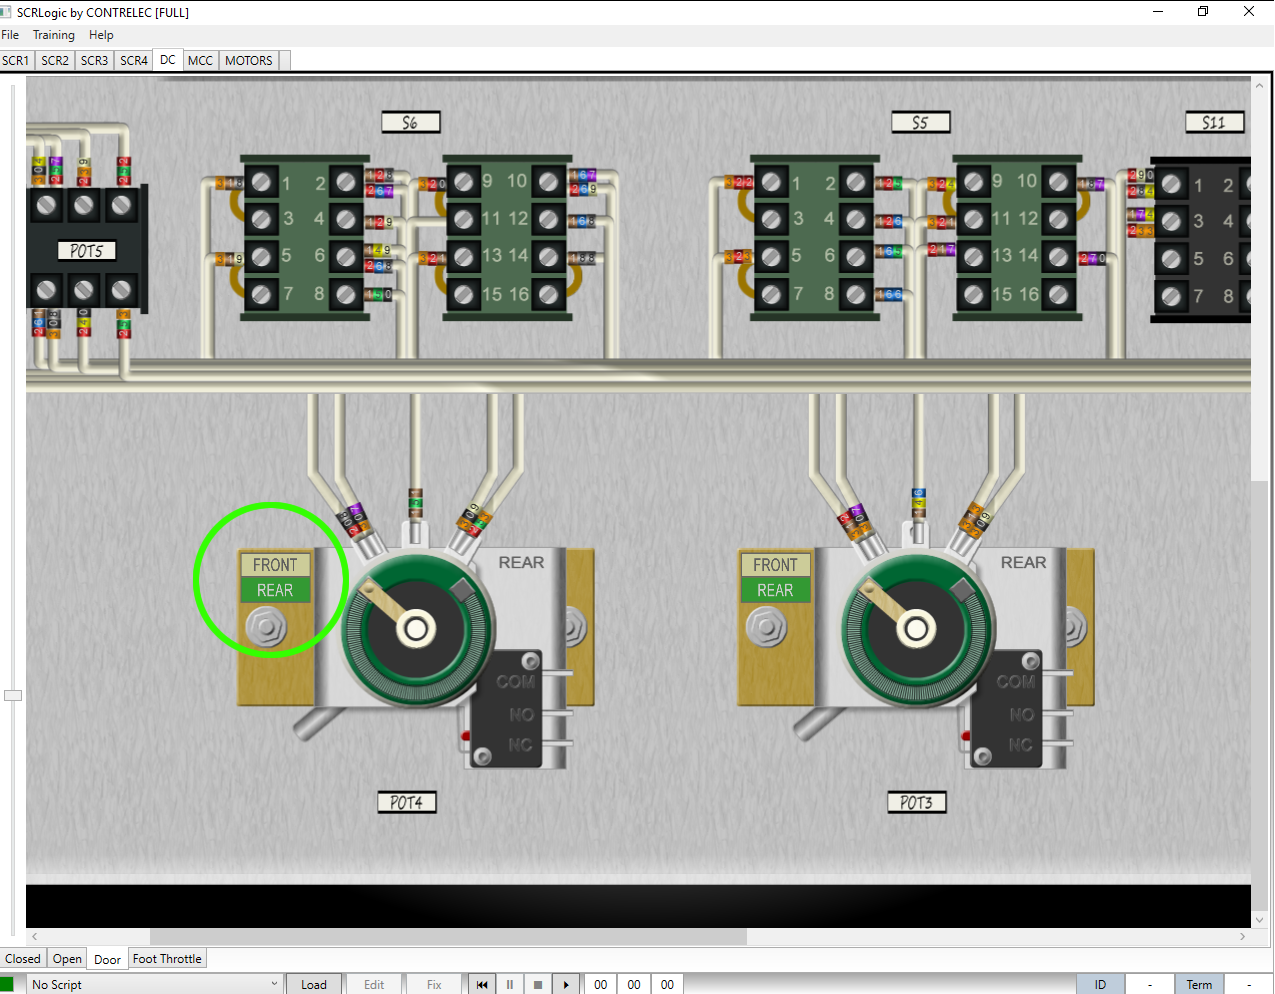 SCRLogic by CONTRELEC [FULL]
File Training Help
SCR1 SCR2 SCR3 SCR4 DC MCC MOTORS
S6 S5 S11
1 2 9 10 1 2 9 10 1 2
3 4 11 12 3 4 11 12 3 4
5 6 13 14 5 6 13 14 5 6
7 8 15 16 7 8 15 16 7 8
POT5
FRONT REAR FRONT REAR
REAR REAR
COM COM
NO NO
NC NC
POT4 POT3
Closed Open Door Foot Throttle
No Script Load Edit Fix 00 00 00 ID - Term -